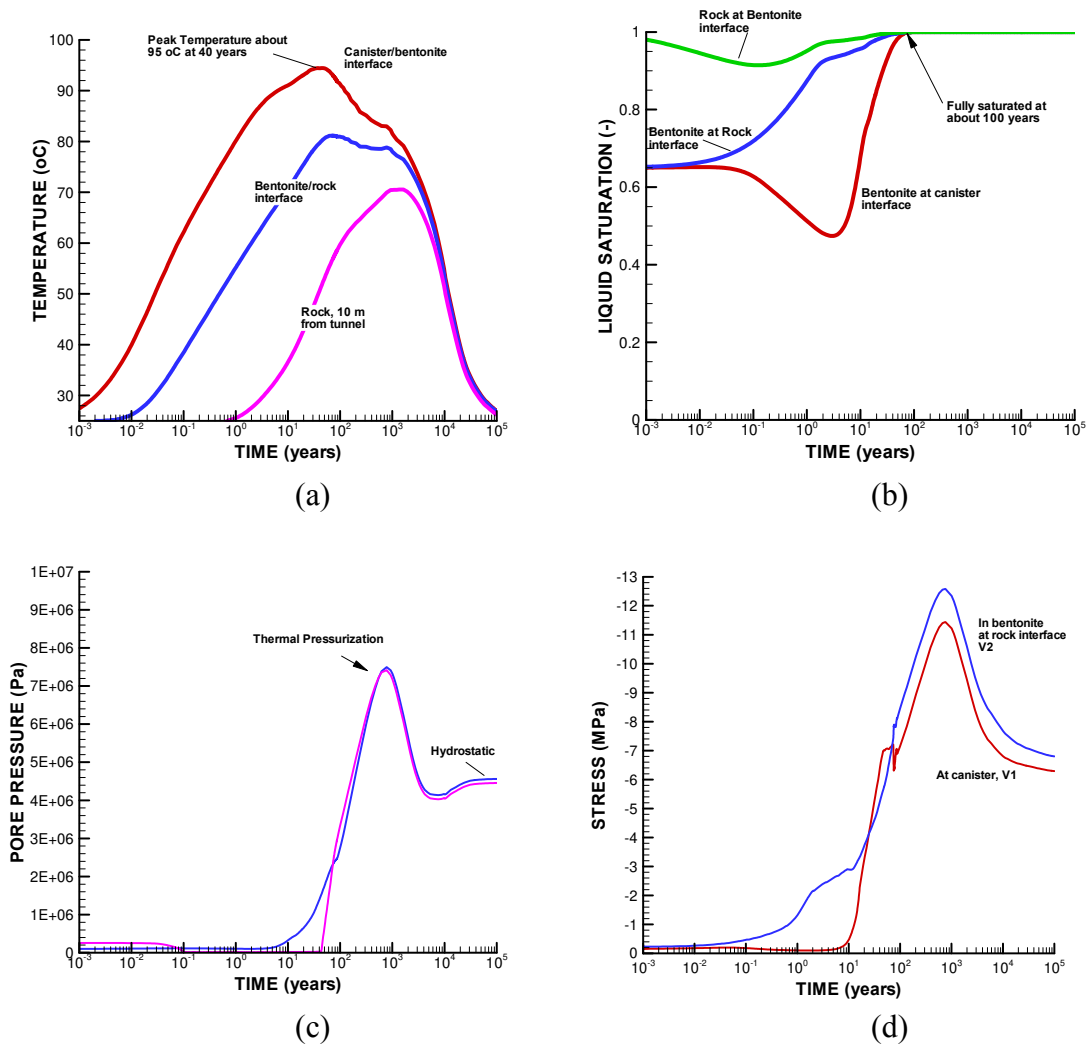 Peak Temperature about
95 oC at 40 years
Canister/bentonite
interface
Bentonite/rock
interface
Rock, 10 m
from tunnel
100
90
80
70
60
50
40
30
TEMPERATURE (oC)
10-3 10-2 10-1 100 101 102 103 104 105
TIME (years)
(a)
Rock at Bentonite
interface
Bentonite at Rock
interface
Fully saturated at
about 100 years
Bentonite at canister
interface
1
0.8
0.6
0.4
0.2
0
LIQUID SATURATION (-)
10-3 10-2 10-1 100 101 102 103 104 105
TIME (years)
(b)
1E+07
9E+06
8E+06
7E+06
6E+06
5E+06
4E+06
3E+06
2E+06
1E+06
0
PORE PRESSURE (Pa)
Thermal Pressurization
Hydrostatic
10-3 10-2 10-1 100 101 102 103 104 105
TIME (years)
(c)
-13
-12
-11
-10
-9
-8
-7
-6
-5
-4
-3
-2
-1
0
STRESS (MPa)
In bentonite
at rock interface
V2
At canister, V1
10-3 10-2 10-1 100 101 102 103 104 105
TIME (years)
(d)